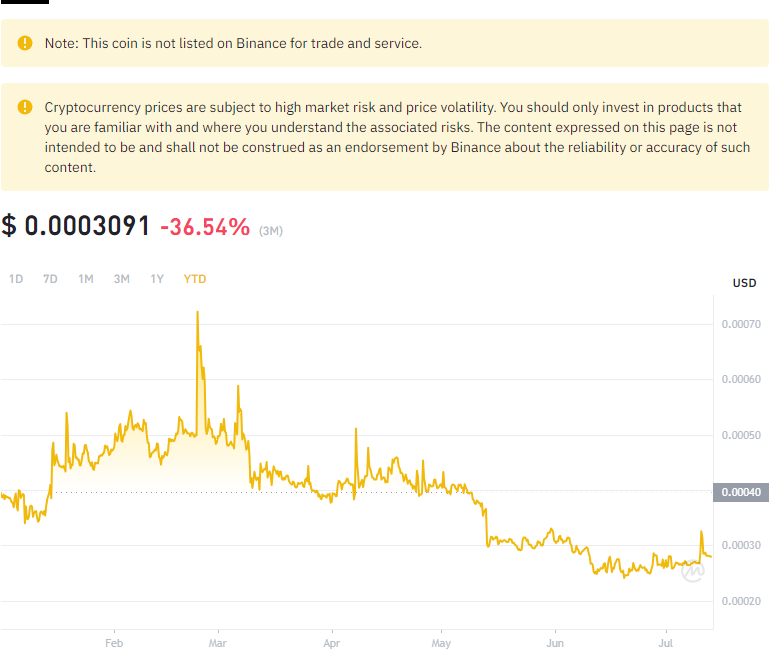 Note: This coin is not listed on Binance for trade and service.
Cryptocurrency prices are subject to high market risk and price volatility. You should only invest in products that
you are familiar with and where you understand the associated risks. The content expressed on this page is not
intended to be and shall not be construed as an endorsement by Binance about the reliability or accuracy of such
content.
$ 0.0003091 -36.54% (3M)
1D 7D 1M 3M 1Y YTD
USD
0.00070
0.00060
0.00050
0.00040
0.00030
0.00020
Feb Mar Apr May Jun Jul